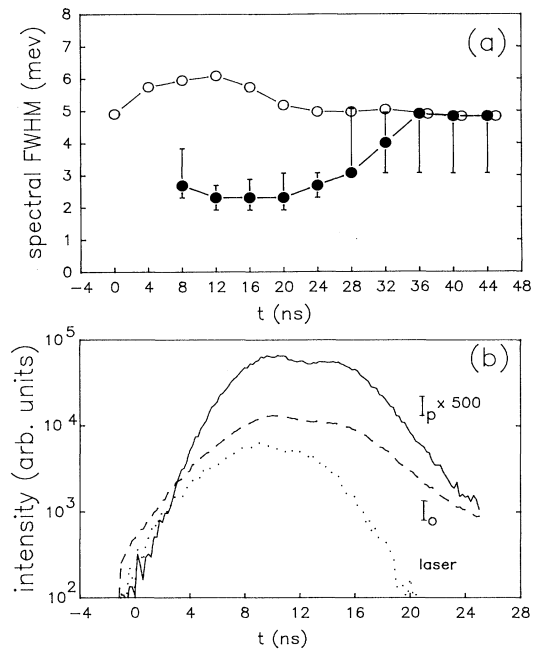 8
7
6
5
4
3
2
1
0
spectral FWHM (mev)
(a)
-4 0 4 8 12 16 20 24 28 32 36 40 44 48
t (ns)
10^5
10^4
10^3
10^2
intensity (arb. units)
(b)
I_p x 500
I_o
laser
-4 0 4 8 12 16 20 24 28
t (ns)